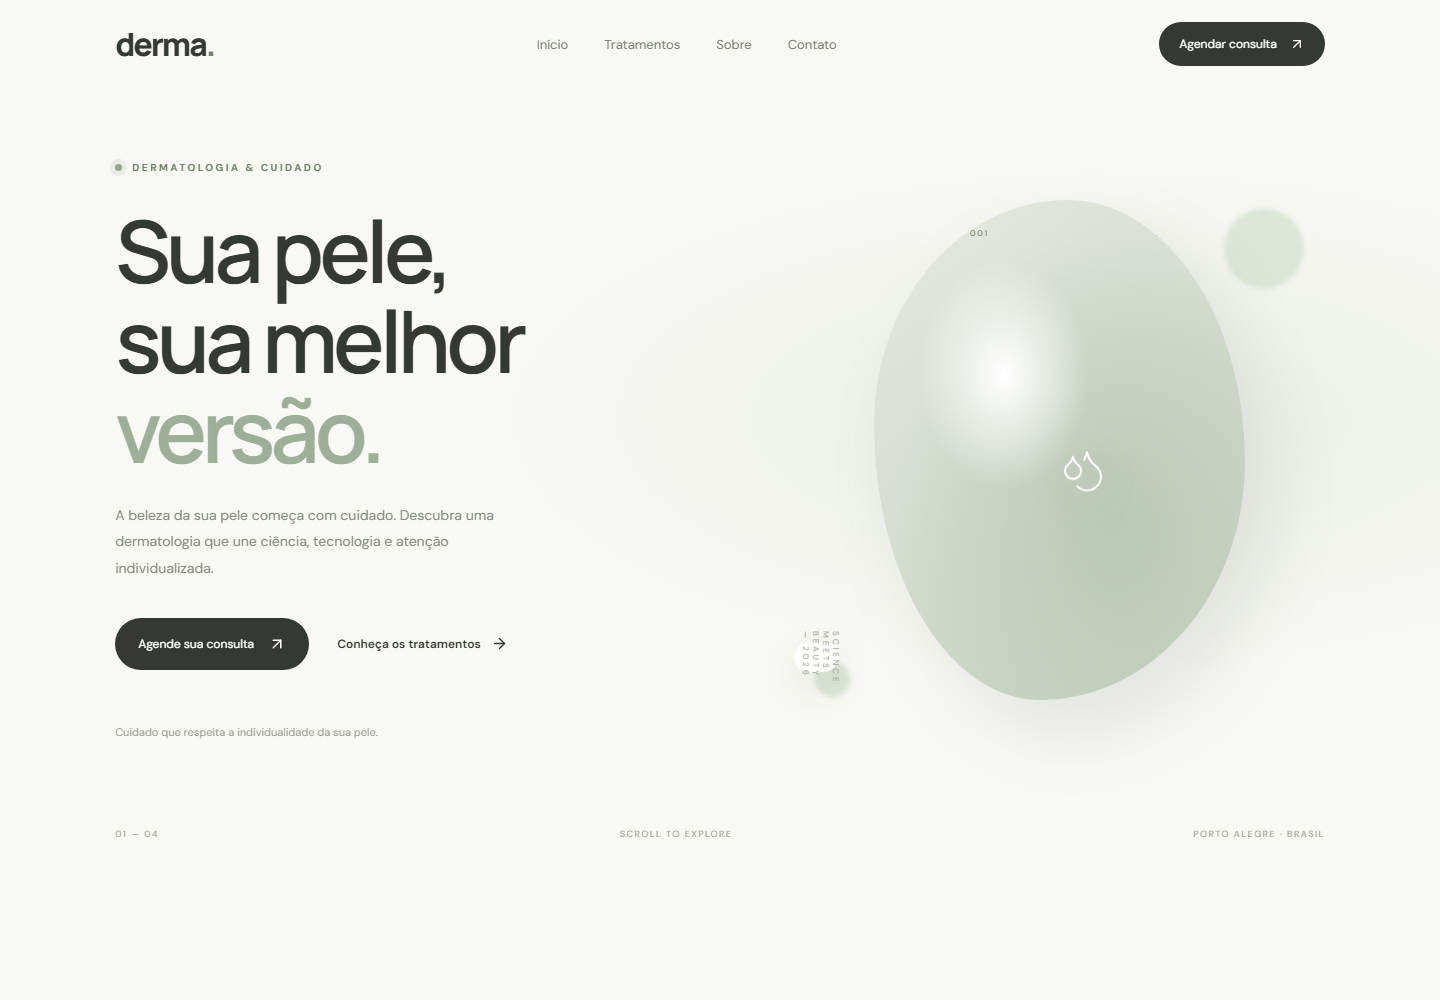 derma.
Início
Tratamentos
Sobre
Contato
Agendar consulta
DERMATOLOGIA & CUIDADO
Sua pele,
sua melhor
versão.
A beleza da sua pele começa com cuidado. Descubra uma
dermatologia que une ciência, tecnologia e atenção
individualizada.
Agende sua consulta
Conheça os tratamentos
Cuidado que respeita a individualidade da sua pele.
001
SCIENCE
MEETS
BEAUTY
— 2026
01 — 04
SCROLL TO EXPLORE
PORTO ALEGRE · BRASIL